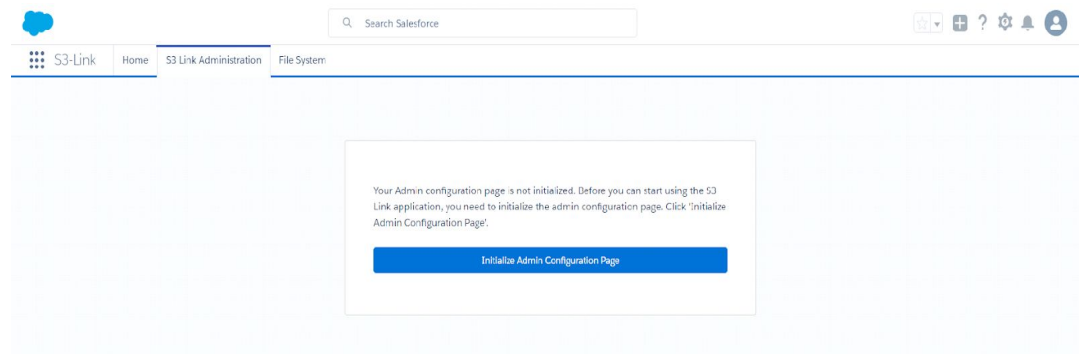 Search Salesforce
S3-Link Home S3 Link Administration File System
Your Admin configuration page is not initialized. Before you can start using the S3
Link application, you need to initialize the admin configuration page. Click 'Initialize
Admin Configuration Page'.
Initialize Admin Configuration Page